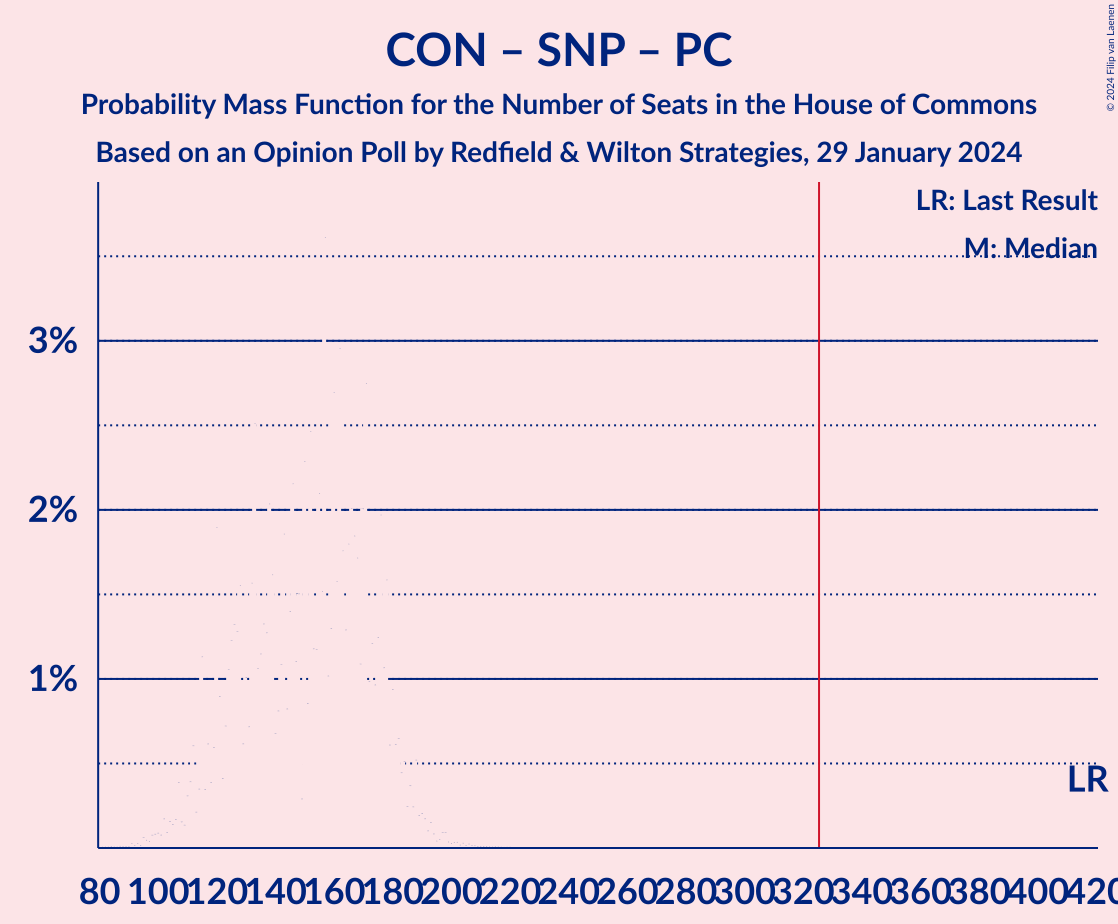 CON – SNP – PC
Probability Mass Function for the Number of Seats in the House of Commons
Based on an Opinion Poll by Redfield & Wilton Strategies, 29 January 2024
© 2024 Filip van Laenen
LR: Last Result
M: Median
3%
2%
1%
LR
80 100 120 140 160 180 200 220 240 260 280 300 320 340 360 380 400 420